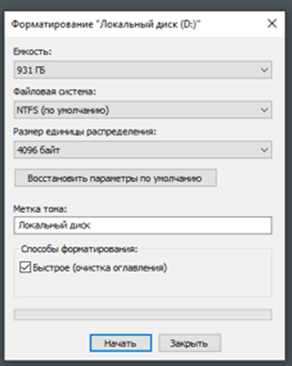 Форматирование "Локальный диск (D:)"
Емкость:
931 ГБ
Файловая система:
NTFS (по умолчанию)
Размер единицы распределения:
4096 байт
Восстановить параметры по умолчанию
Метка тома:
Локальный диск
Способы форматирования:
Быстрое (очистка оглавления)
Начать Закрыть